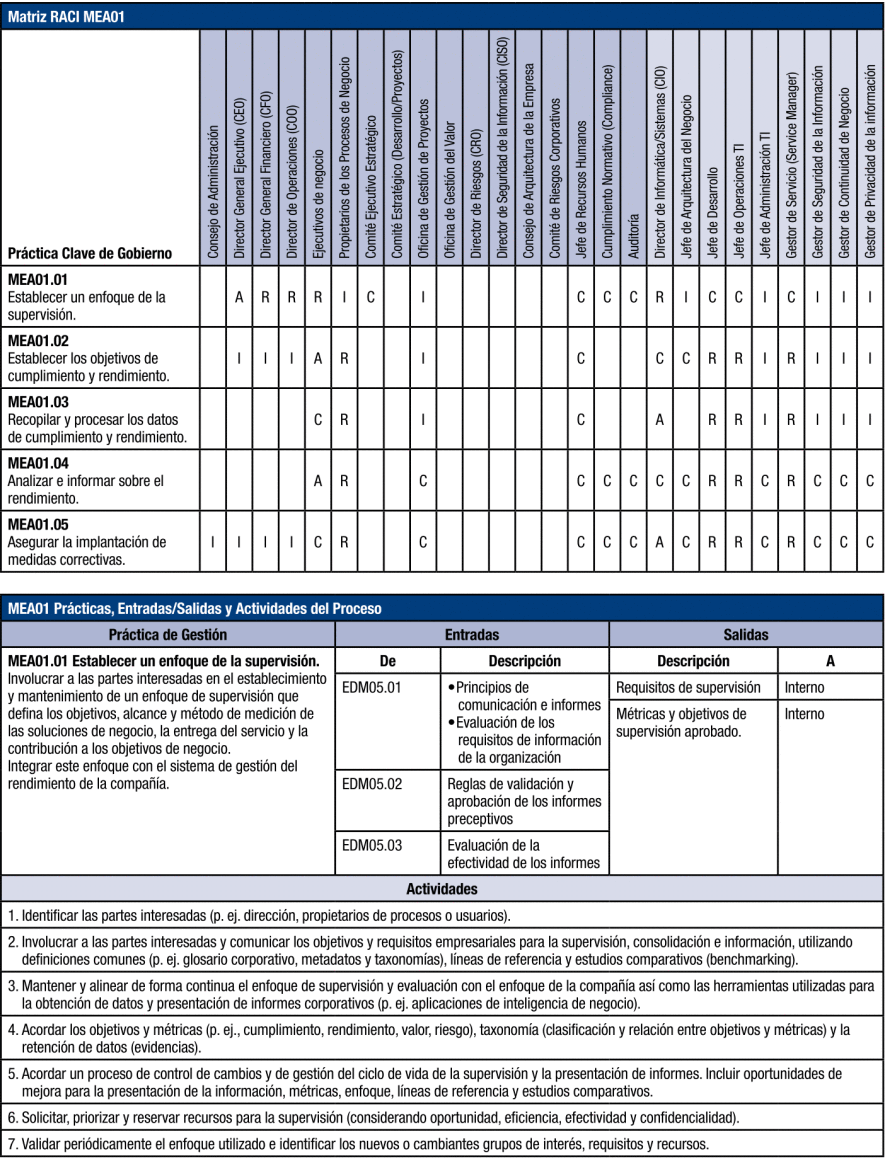 Matriz RACI MEA01
Práctica Clave de Gobierno
Consejo de Administración
Director General Ejecutivo (CEO)
Director General Financiero (CFO)
Director de Operaciones (COO)
Ejecutivos de negocio
Propietarios de los Procesos de Negocio
Comité Ejecutivo Estratégico
Comité Estratégico (Desarrollo/Proyectos)
Oficina de Gestión de Proyectos
Oficina de Gestión del Valor
Director de Riesgos (CRO)
Director de Seguridad de la Información (CISO)
Consejo de Arquitectura de la Empresa
Comité de Riesgos Corporativos
Jefe de Recursos Humanos
Cumplimiento Normativo (Compliance)
Auditoría
Director de Informática/Sistemas (CIO)
Jefe de Arquitectura del Negocio
Jefe de Desarrollo
Jefe de Operaciones TI
Jefe de Administración TI
Gestor de Servicio (Service Manager)
Gestor de Seguridad de la Información
Gestor de Continuidad de Negocio
Gestor de Privacidad de la información
MEA01.01
Establecer un enfoque de la
supervisión.
A R R R I C I C C C R I C C I C I I I
MEA01.02
Establecer los objetivos de
cumplimiento y rendimiento.
I I I A R I C C C R R I R I I I
MEA01.03
Recopilar y procesar los datos
de cumplimiento y rendimiento.
C R I C A R R I R I I I
MEA01.04
Analizar e informar sobre el
rendimiento.
A R C C C C C C R R C R C C C
MEA01.05
Asegurar la implantación de
medidas correctivas.
I I I I C R C C C C A C R R C R C C C
MEA01 Prácticas, Entradas/Salidas y Actividades del Proceso
Práctica de Gestión Entradas Salidas
MEA01.01 Establecer un enfoque de la supervisión.
Involucrar a las partes interesadas en el establecimiento
y mantenimiento de un enfoque de supervisión que
defina los objetivos, alcance y método de medición de
las soluciones de negocio, la entrega del servicio y la
contribución a los objetivos de negocio.
Integrar este enfoque con el sistema de gestión del
rendimiento de la compañía.
De Descripción Descripción A
EDM05.01
•Principios de
comunicación e informes
•Evaluación de los
requisitos de información
de la organización
EDM05.02
Reglas de validación y
aprobación de los informes
preceptivos
EDM05.03
Evaluación de la
efectividad de los informes
Requisitos de supervisión Interno
Métricas y objetivos de
supervisión aprobado.
Interno
Actividades
1. Identificar las partes interesadas (p. ej. dirección, propietarios de procesos o usuarios).
2. Involucrar a las partes interesadas y comunicar los objetivos y requisitos empresariales para la supervisión, consolidación e información, utilizando
definiciones comunes (p. ej. glosario corporativo, metadatos y taxonomías), líneas de referencia y estudios comparativos (benchmarking).
3. Mantener y alinear de forma continua el enfoque de supervisión y evaluación con el enfoque de la compañía así como las herramientas utilizadas para
la obtención de datos y presentación de informes corporativos (p. ej. aplicaciones de inteligencia de negocio).
4. Acordar los objetivos y métricas (p. ej., cumplimiento, rendimiento, valor, riesgo), taxonomía (clasificación y relación entre objetivos y métricas) y la
retención de datos (evidencias).
5. Acordar un proceso de control de cambios y de gestión del ciclo de vida de la supervisión y la presentación de informes. Incluir oportunidades de
mejora para la presentación de la información, métricas, enfoque, líneas de referencia y estudios comparativos.
6. Solicitar, priorizar y reservar recursos para la supervisión (considerando oportunidad, eficiencia, efectividad y confidencialidad).
7. Validar periódicamente el enfoque utilizado e identificar los nuevos o cambiantes grupos de interés, requisitos y recursos.